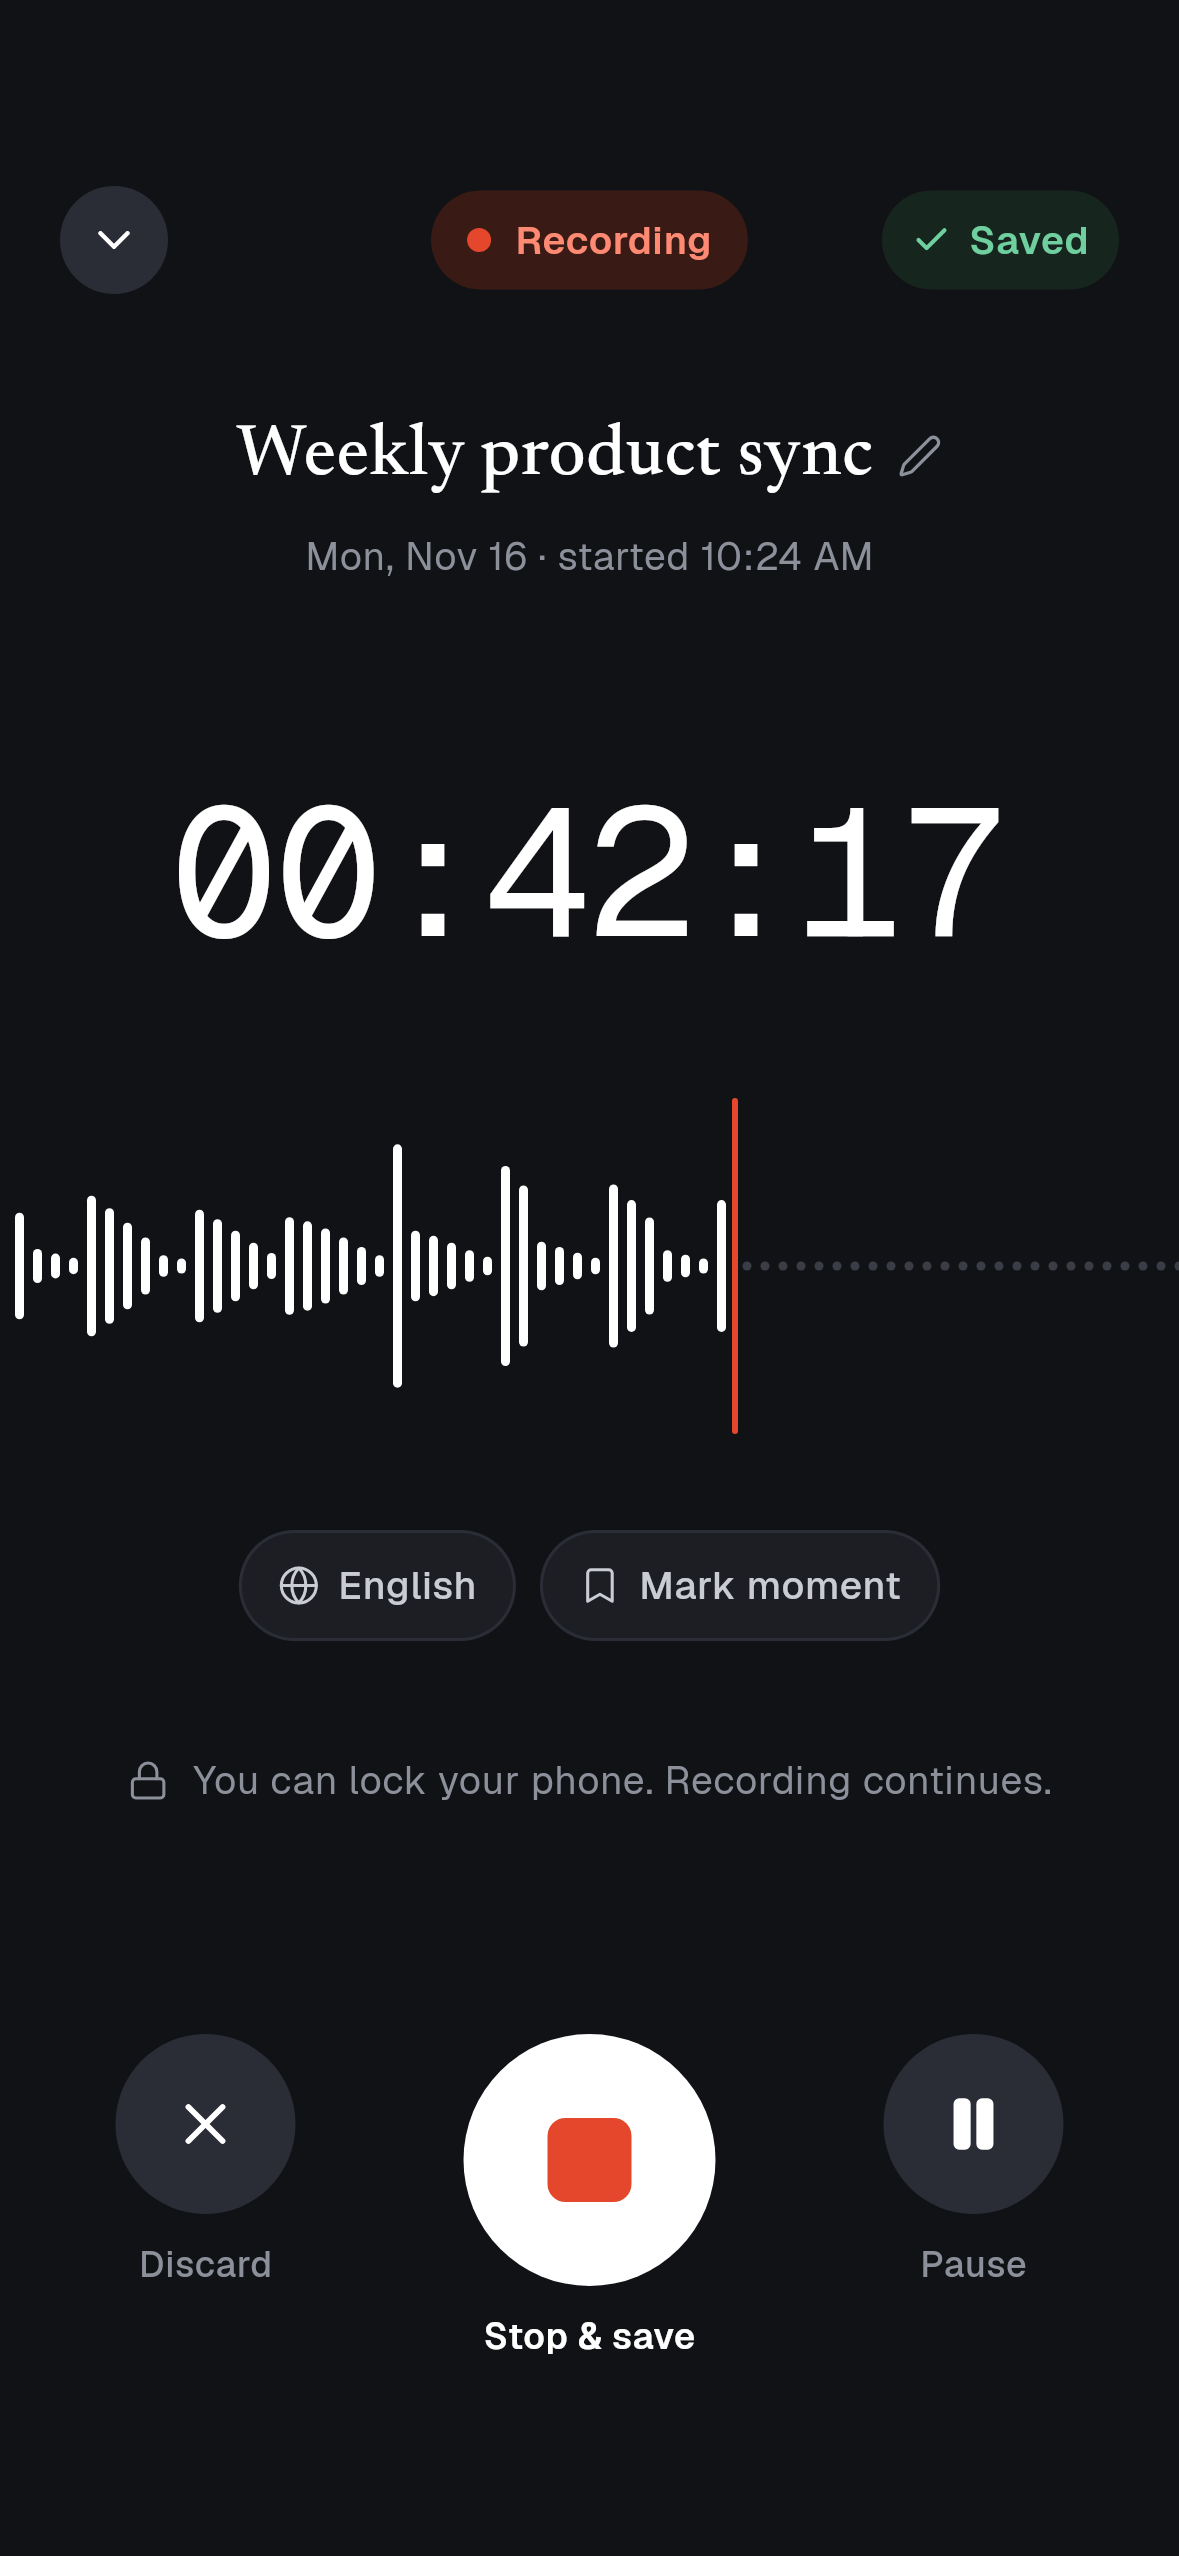 Recording
Saved
Weekly product sync
Mon, Nov 16 · started 10:24 AM
00:42:17
English
Mark moment
You can lock your phone. Recording continues.
Discard
Pause
Stop & save